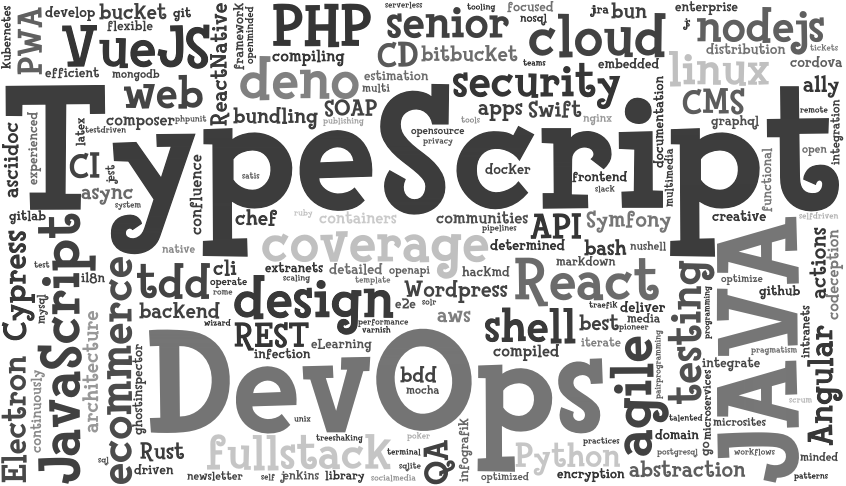 Kubernetes
PWA
develop
bucket
git
flexible
VueJS
efficient
mongodb
web
composer
phpunit
ReactNative
framework
openminded
PHP
compiling
serverless
senior
tooling
focused
nosql
jra
bun
enterprise
js
nodejs
distribution
tickets
cordova
CD
bitbucket
cloud
teams
embedded
linux
deno
estimation
multi
security
CMS
ally
bundling
SOAP
publishing
apps
Swift
nginx
documentation
graphql
remote
integration
TypeScript
asciidoc
experienced
latex
testdriven
CI
jest
async
system
confluence
satis
opensource
privacy
tools
docker
frontend
slack
multimedia
functional
open
gitlab
chef
ruby
containers
communities
pipelines
API
Symfony
creative
selfdriven
native
coverage
determined
bash
nushell
markdown
Electron
Cypress
test
mysql
JavaScript
il8n
ecommerce
tdd
cli
operate
rome
extranets
scaling
detailed
template
openapi
hackmd
React
testing
programming
JAVA
optimize
github
actions
codeception
backend
wizard
design
e2e
solr
Wordpress
aws
traefik
deliver
media
REST
performance
varnish
shell
best
pioneer
intranets
infection
eLearning
compiled
iterate
agile
pairprogramming
integrate
pragmatism
Angular
continuously
architecture
ghostinspector
DevOps
bdd
mocha
unix
microservices
scrum
talented
microsites
go
domain
sql
Rust
driven
fullstack
treeshaking
poker
terminal
sqlite
QA
infografik
Python
practices
postgresql
workflows
minded
newsletter
self
jenkins
library
socialmedia
optimized
encryption
abstraction
patterns